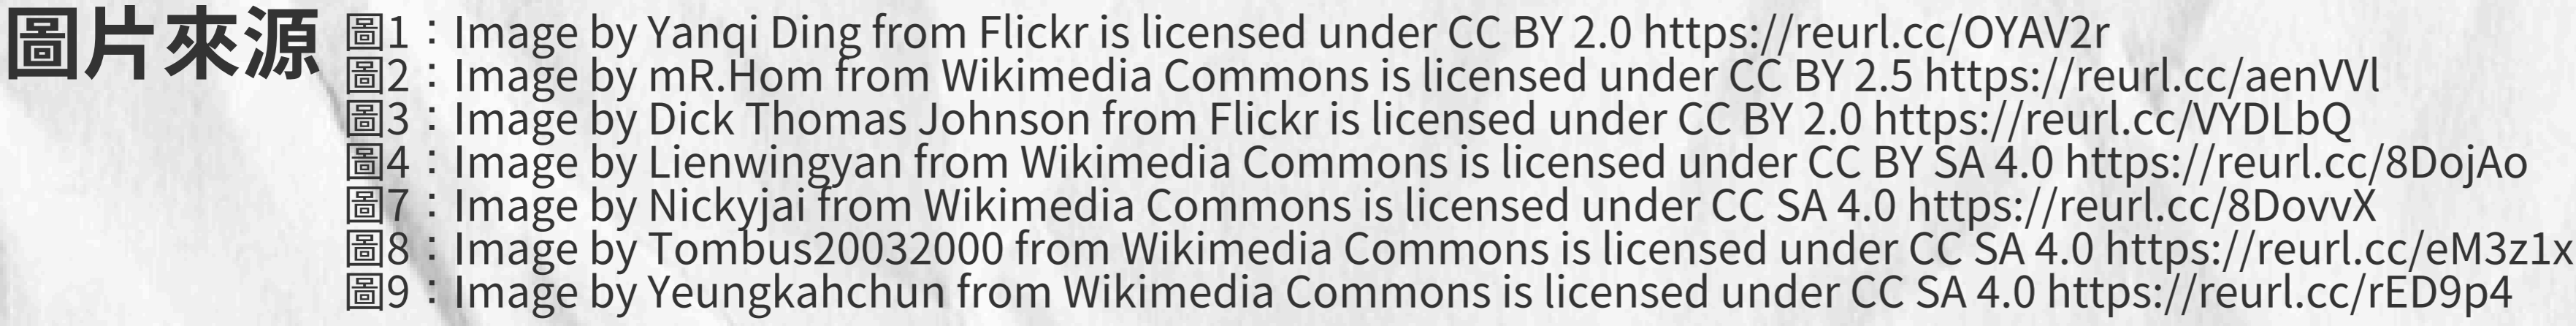 圖片來源
圖1：Image by Yanqi Ding from Flickr is licensed under CC BY 2.0 https://reurl.cc/OYAV2r
圖2：Image by mR.Hom from Wikimedia Commons is licensed under CC BY 2.5 https://reurl.cc/aenVVl
圖3：Image by Dick Thomas Johnson from Flickr is licensed under CC BY 2.0 https://reurl.cc/VYDLbQ
圖4：Image by Lienwingyan from Wikimedia Commons is licensed under CC BY SA 4.0 https://reurl.cc/8DojAo
圖7：Image by Nickyjai from Wikimedia Commons is licensed under CC SA 4.0 https://reurl.cc/8DovvX
圖8：Image by Tombus20032000 from Wikimedia Commons is licensed under CC SA 4.0 https://reurl.cc/eM3z1x
圖9：Image by Yeungkahchun from Wikimedia Commons is licensed under CC SA 4.0 https://reurl.cc/rED9p4